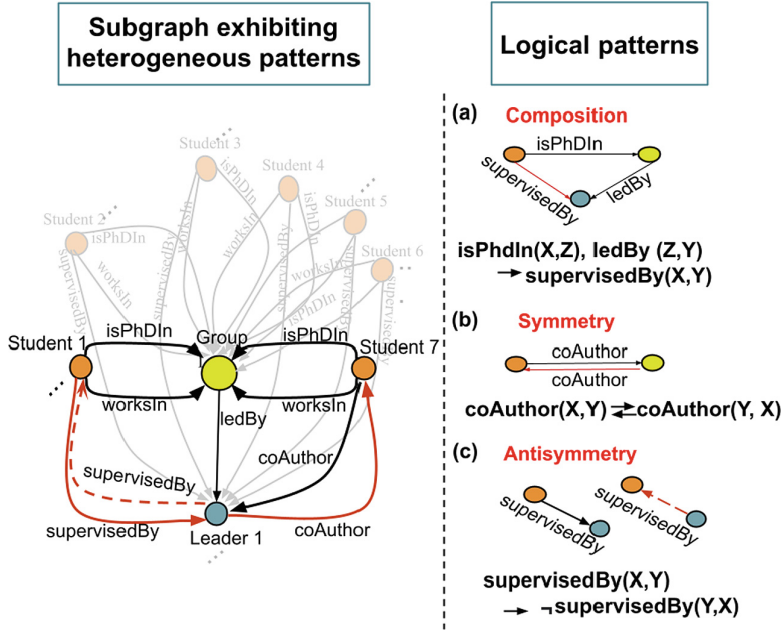 Subgraph exhibiting
heterogeneous patterns
Logical patterns
Student 3
isPhDIn
Student 4
isPhDIn
worksIn
worksIn
Student 5
Student 2
isPhDIn
supervisedBy
supervisedBy
worksIn
Student 6
worksIn
supervisedBy
isPhDIn
supervisedBy
isPhDIn
Group
isPhDIn
Student 1
Student 7
worksIn
worksIn
ledBy
coAuthor
supervisedBy
supervisedBy
Leader 1
coAuthor
(a)
Composition
isPhDIn
supervisedBy
ledBy
isPhdIn(X,Z), ledBy (Z,Y)
→ supervisedBy(X,Y)
(b)
Symmetry
coAuthor
coAuthor
coAuthor(X,Y) ⇄ coAuthor(Y, X)
(c)
Antisymmetry
supervisedBy
supervisedBy
supervisedBy(X,Y)
→ ¬ supervisedBy(Y,X)